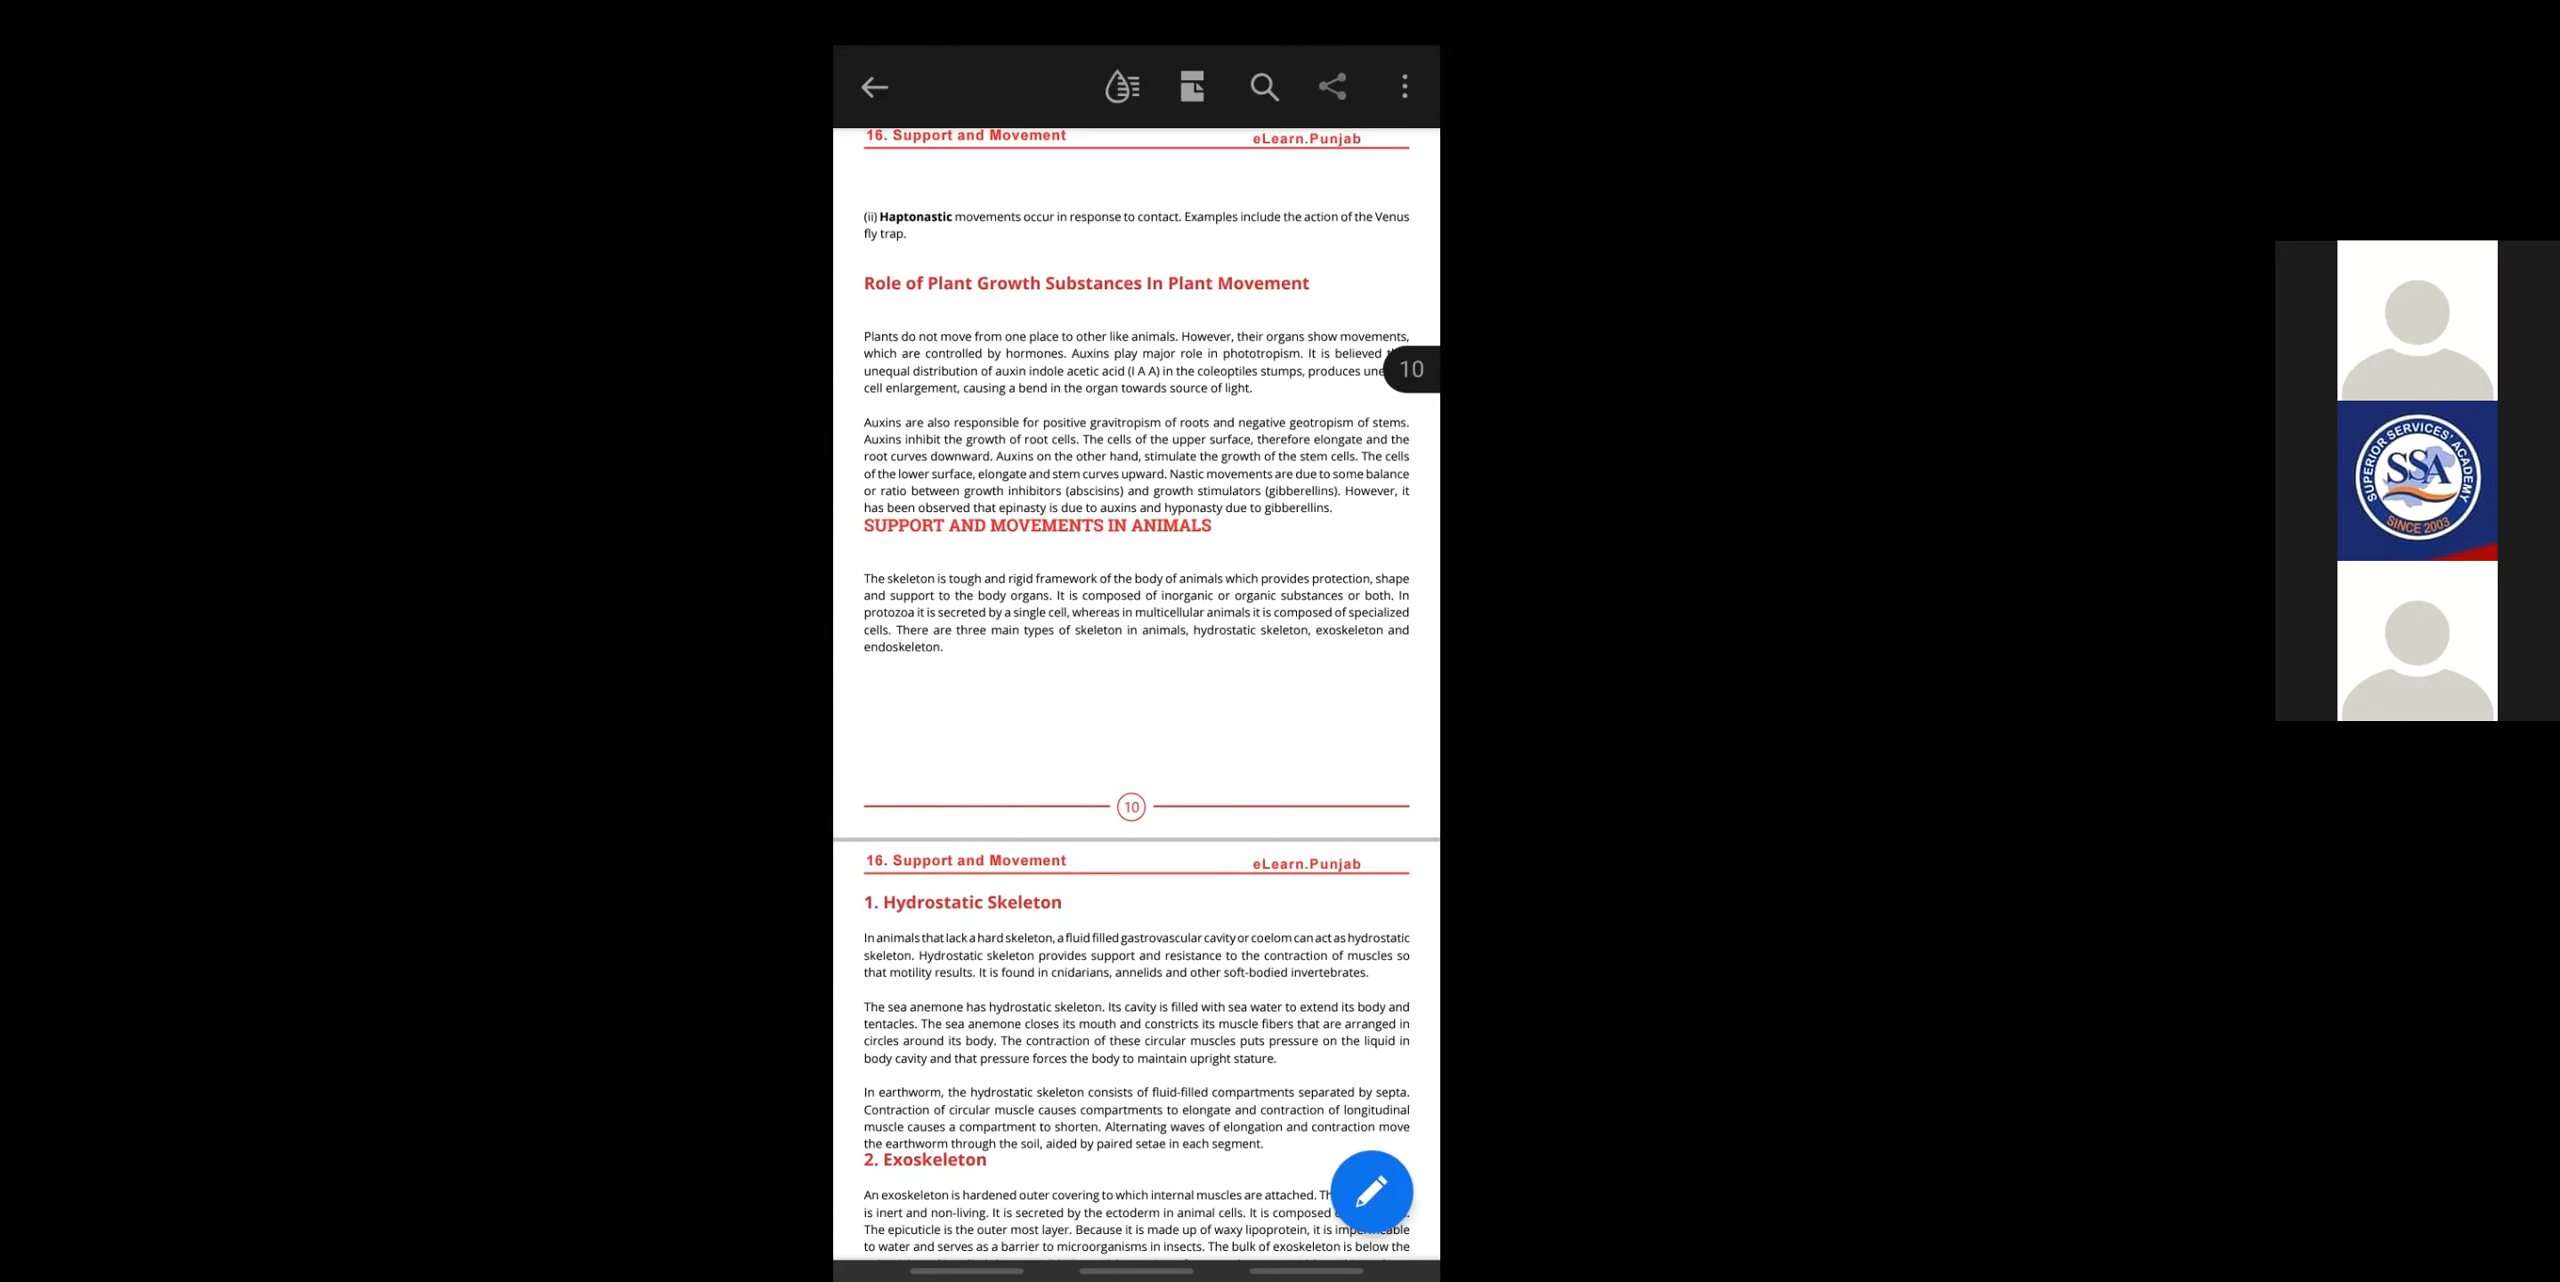 16. Support and Movement
eLearn.Punjab
(ii) Haptonastic movements occur in response to contact. Examples include the action of the Venus
fly trap.
Role of Plant Growth Substances In Plant Movement
Plants do not move from one place to other like animals. However, their organs show movements,
which are controlled by hormones. Auxins play major role in phototropism. It is believed
unequal distribution of auxin indole acetic acid (I A A) in the coleoptiles stumps, produces
10
cell enlargement, causing a bend in the organ towards source of light.
Auxins are also responsible for positive gravitropism of roots and negative geotropism of stems.
Auxins inhibit the growth of root cells. The cells of the upper surface, therefore elongate and the
root curves downward. Auxins on the other hand, stimulate the growth of the stem cells. The cells
of the lower surface, elongate and stem curves upward. Nastic movements are due to some balance
or ratio between growth inhibitors (abscisins) and growth stimulators (gibberellins). However, it
has been observed that epinasty is due to auxins and hyponasty due to gibberellins.
SUPPORT AND MOVEMENTS IN ANIMALS
The skeleton is tough and rigid framework of the body of animals which provides protection, shape
and support to the body organs. It is composed of inorganic or organic substances or both. In
protozoa it is secreted by a single cell, whereas in multicellular animals it is composed of specialized
cells. There are three main types of skeleton in animals, hydrostatic skeleton, exoskeleton and
endoskeleton.
10
16. Support and Movement
eLearn.Punjab
1. Hydrostatic Skeleton
In animals that lack a hard skeleton, a fluid filled gastrovascular cavity or coelom can act as hydrostatic
skeleton. Hydrostatic skeleton provides support and resistance to the contraction of muscles so
that motility results. It is found in cnidarians, annelids and other soft-bodied invertebrates.
The sea anemone has hydrostatic skeleton. Its cavity is filled with sea water to extend its body and
tentacles. The sea anemone closes its mouth and constricts its muscle fibers that are arranged in
circles around its body. The contraction of these circular muscles puts pressure on the liquid in
body cavity and that pressure forces the body to maintain upright stature.
In earthworm, the hydrostatic skeleton consists of fluid-filled compartments separated by septa.
Contraction of circular muscle causes compartments to elongate and contraction of longitudinal
muscle causes a compartment to shorten. Alternating waves of elongation and contraction move
the earthworm through the soil, aided by paired setae in each segment.
2. Exoskeleton
An exoskeleton is hardened outer covering to which internal muscles are attached.
is inert and non-living. It is secreted by the ectoderm in animal cells. It is composed
The epicuticle is the outer most layer. Because it is made up of waxy lipoprotein, it is
to water and serves as a barrier to microorganisms in insects. The bulk of exoskeleton is below the
SUPERIOR SERVICES' ACADEMY
SSA
SINCE 2003